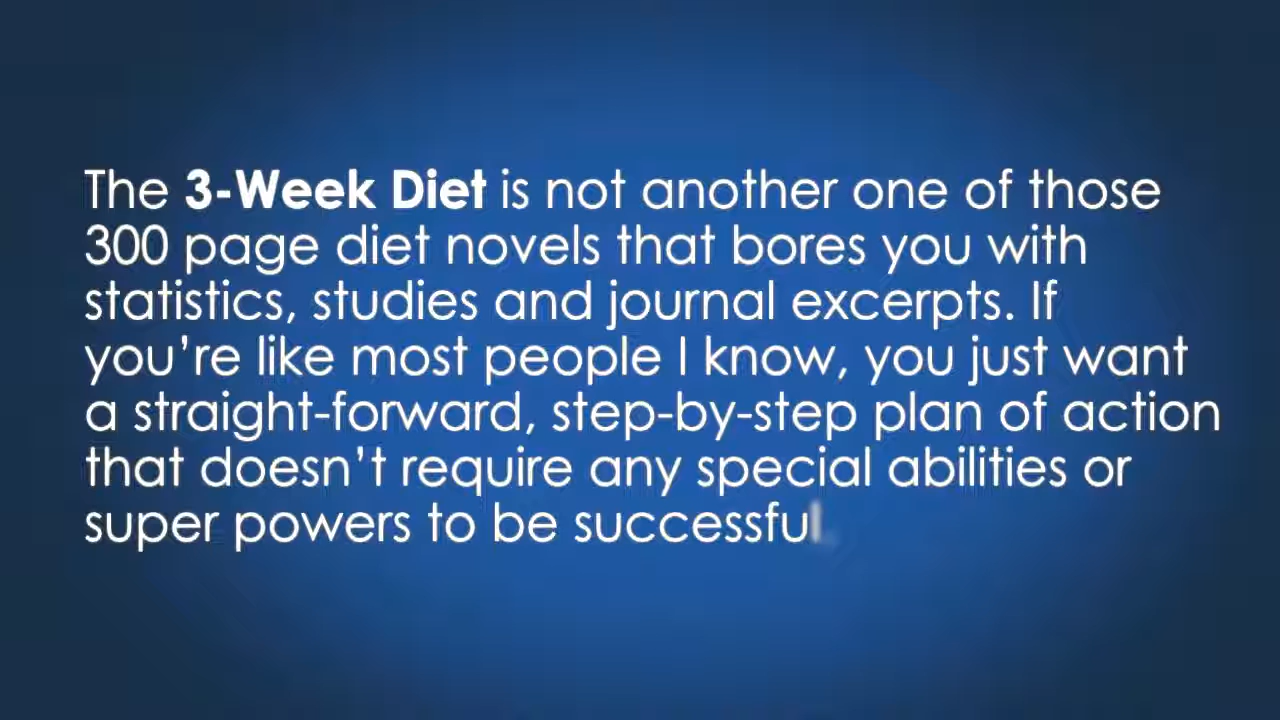 The 3-Week Diet is not another one of those
300 page diet novels that bores you with
statistics, studies and journal excerpts. If
you’re like most people I know, you just want
a straight-forward, step-by-step plan of action
that doesn’t require any special abilities or
super powers to be successful.